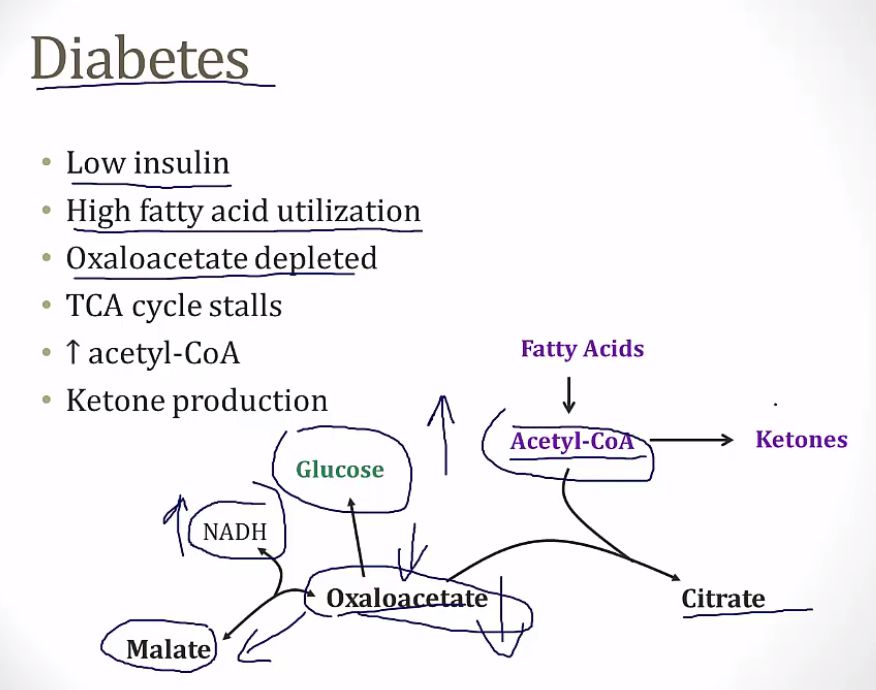 Diabetes
• Low insulin
• High fatty acid utilization
• Oxaloacetate depleted
• TCA cycle stalls
• ↑ acetyl-CoA
• Ketone production
Fatty Acids
Acetyl-CoA
Ketones
Glucose
NADH
Oxaloacetate
Citrate
Malate